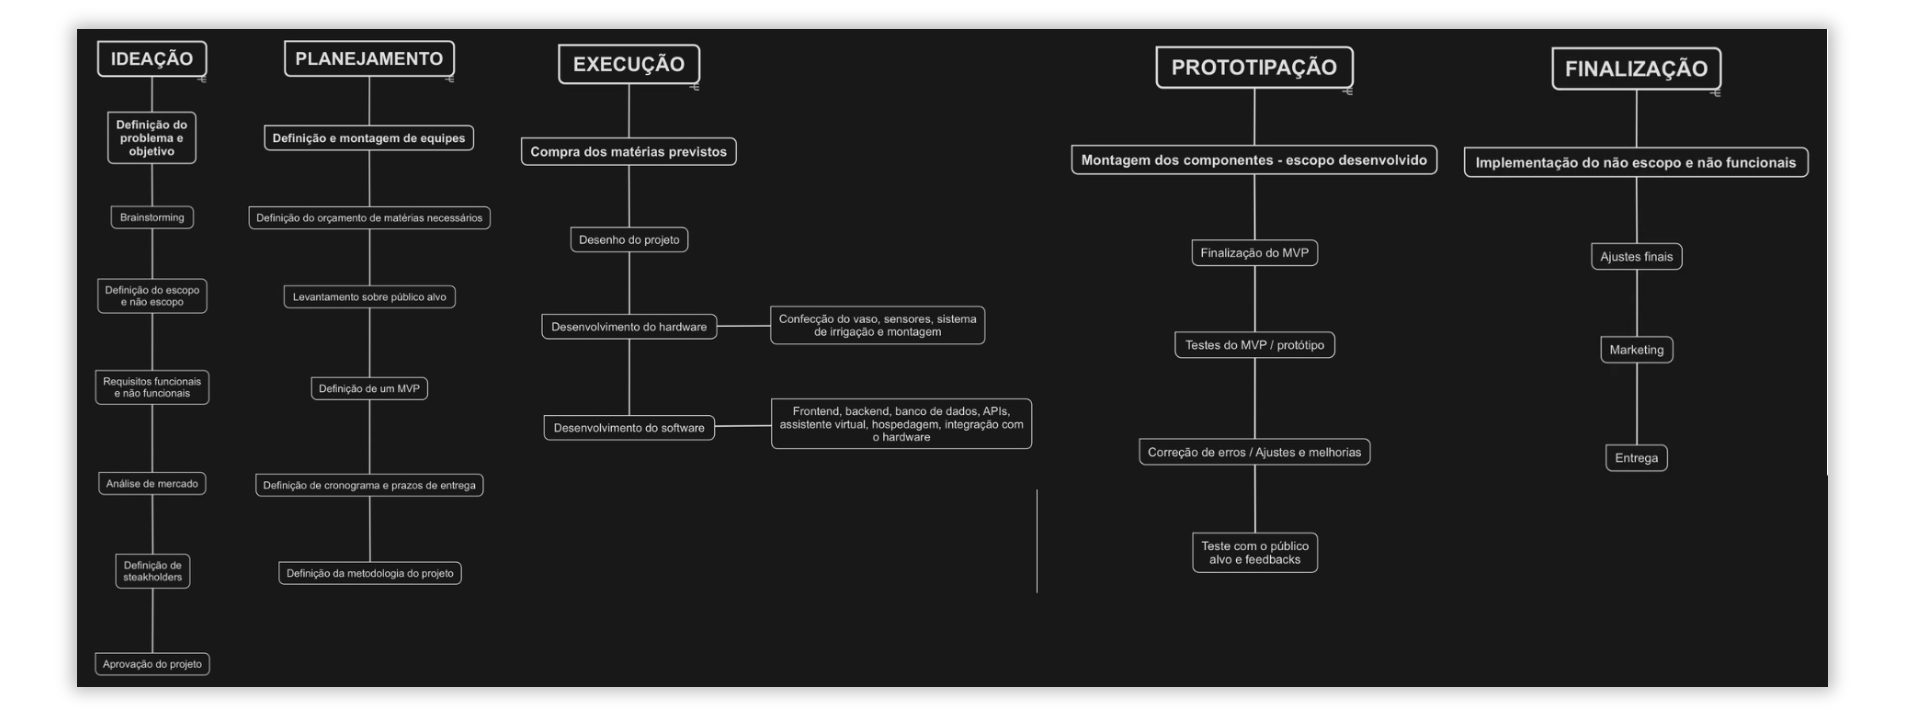 IDEAÇÃO
Definição do
problema e
objetivo
Brainstorming
Definição do escopo
e não escopo
Requisitos funcionais
e não funcionais
Análise de mercado
Definição de
steakholders
Aprovação do projeto
PLANEJAMENTO
Definição e montagem de equipes
Definição do orçamento de matérias necessários
Levantamento sobre público alvo
Definição de um MVP
Definição de cronograma e prazos de entrega
Definição da metodologia do projeto
EXECUÇÃO
Compra dos matérias previstos
Desenho do projeto
Desenvolvimento do hardware
Confecção do vaso, sensores, sistema
de irrigação e montagem
Desenvolvimento do software
Frontend, backend, banco de dados, APIs,
assistente virtual, hospedagem, integração com
o hardware
PROTOTIPAÇÃO
Montagem dos componentes - escopo desenvolvido
Finalização do MVP
Testes do MVP / protótipo
Correção de erros / Ajustes e melhorias
Teste com o público
alvo e feedbacks
FINALIZAÇÃO
Implementação do não escopo e não funcionais
Ajustes finais
Marketing
Entrega